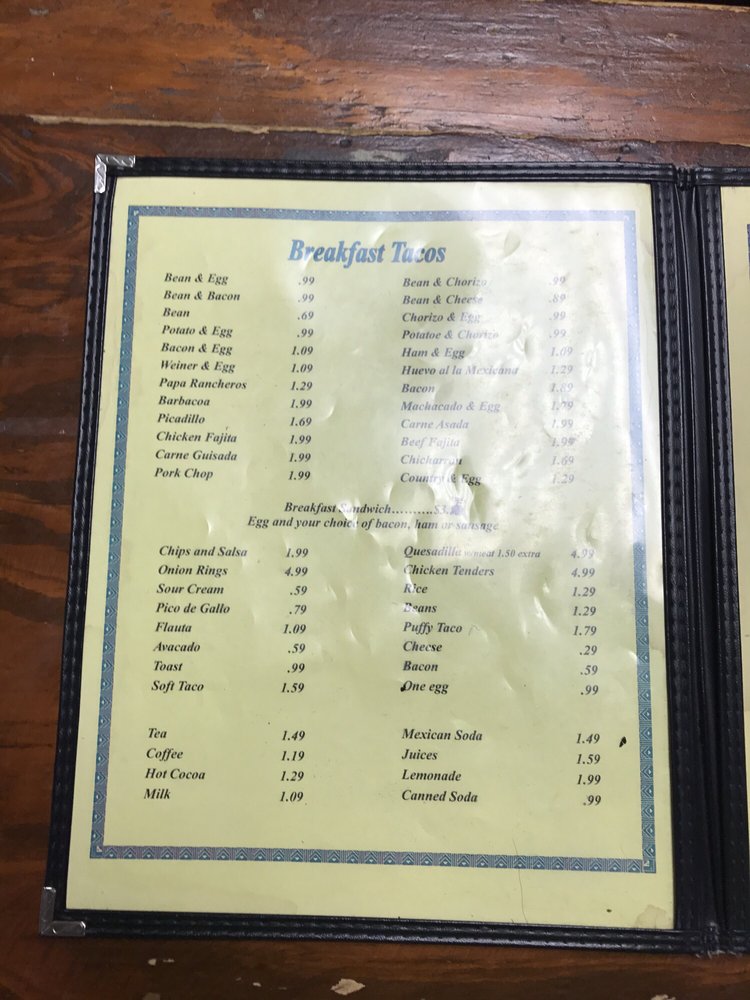 Breakfast Tacos
Bean & Egg .99
Bean & Bacon .99
Bean .69
Potato & Egg .99
Bacon & Egg 1.09
Weiner & Egg 1.09
Papa Rancheros 1.29
Barbacoa 1.99
Picadillo 1.69
Chicken Fajita 1.99
Carne Guisada 1.99
Pork Chop 1.99
Bean & Chorizo .99
Bean & Cheese .89
Chorizo & Egg .99
Potatoe & Chorizo .99
Ham & Egg 1.09
Huevo al la Mexicana 1.29
Bacon 1.89
Machacado & Egg 1.79
Carne Asada 1.99
Beef Fajita 1.99
Chicharron 1.69
Country & Egg 1.29
Breakfast Sandwich..........
Egg and your choice of bacon, ham or sausage
Chips and Salsa 1.99
Onion Rings 4.99
Sour Cream .59
Pico de Gallo .79
Flauta 1.09
Avacado .59
Toast .99
Soft Taco 1.59
Quesadilla w/meat 1.50 extra 4.99
Chicken Tenders 4.99
Rice 1.29
Beans 1.29
Puffy Taco 1.79
Cheese .29
Bacon .59
One egg .99
Tea 1.49
Coffee 1.19
Hot Cocoa 1.29
Milk 1.09
Mexican Soda 1.49
Juices 1.59
Lemonade 1.99
Canned Soda .99